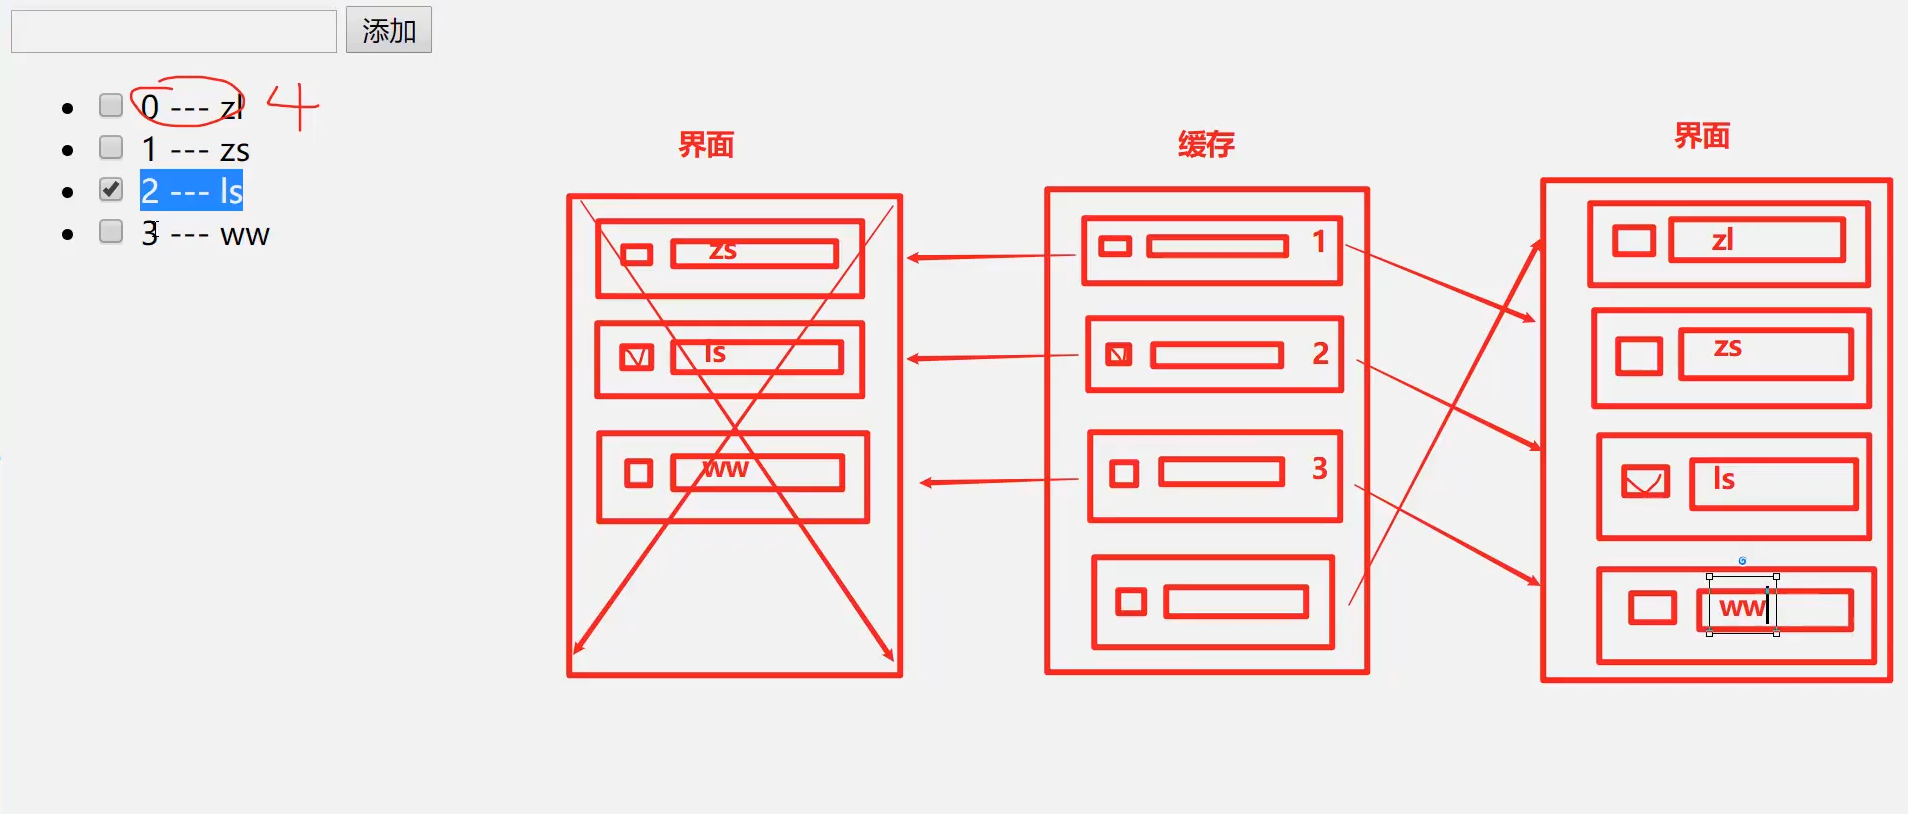 添加
0 --- zl 4
1 --- zs
2 --- ls
3 --- ww
界面
zs
ls
ww
缓存
1
2
3
界面
zl
zs
ls
ww